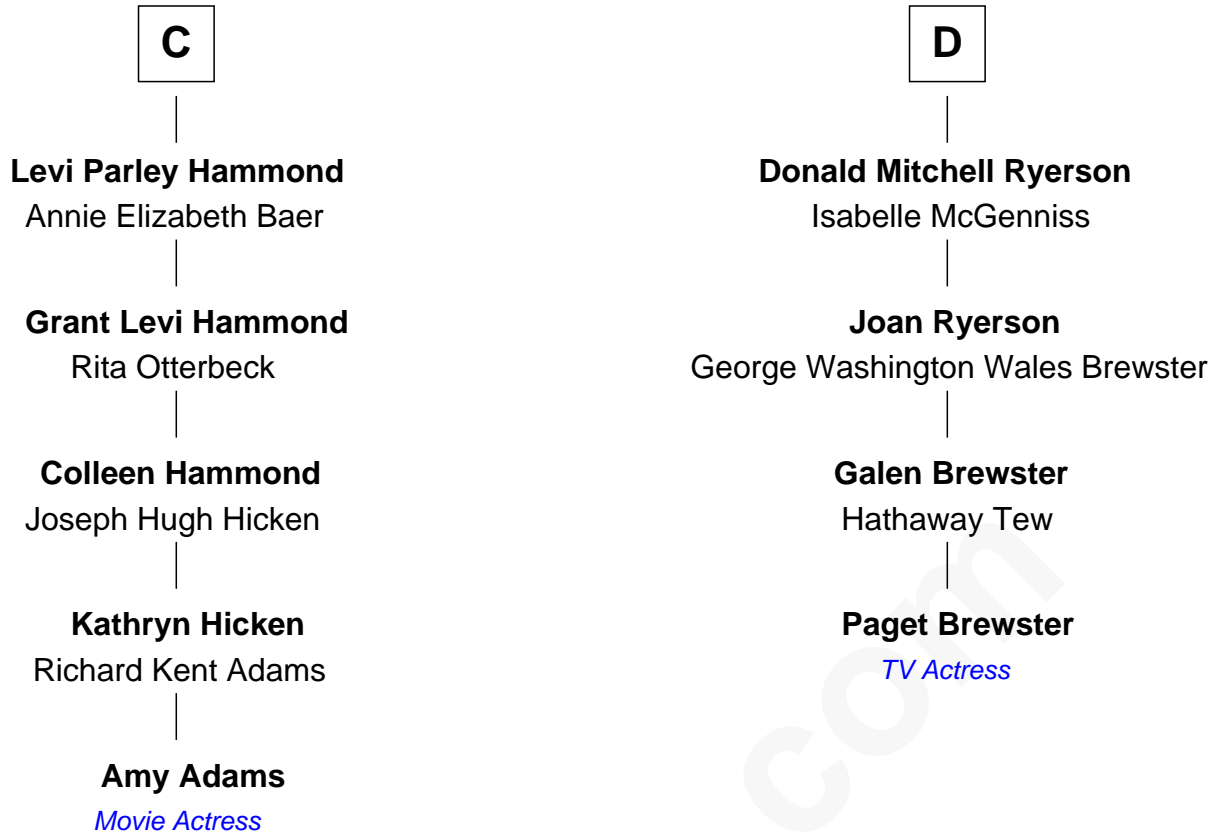 C
Levi Parley Hammond
Annie Elizabeth Baer
Grant Levi Hammond
Rita Otterbeck
Colleen Hammond
Joseph Hugh Hicken
Kathryn Hicken
Richard Kent Adams
Amy Adams
Movie Actress
D
Donald Mitchell Ryerson
Isabelle McGenniss
Joan Ryerson
George Washington Wales Brewster
Galen Brewster
Hathaway Tew
Paget Brewster
TV Actress
com